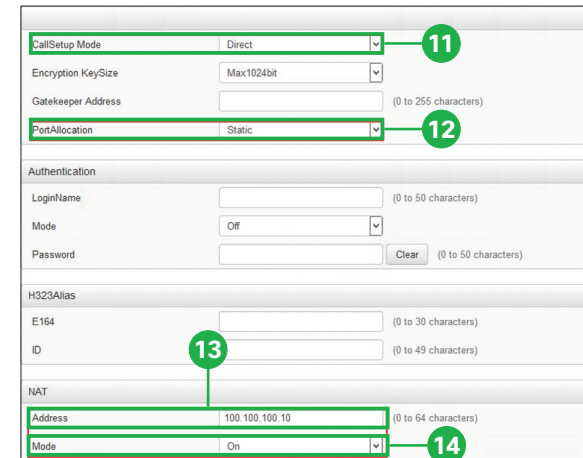 CallSetup Mode Direct 11
Encryption KeySize Max1024bit
Gatekeeper Address (0 to 255 characters)
PortAllocation Static 12
Authentication
LoginName (0 to 50 characters)
Mode Off
Password Clear (0 to 50 characters)
H323Alias
E164 (0 to 30 characters)
ID (0 to 49 characters)
13
NAT
Address 100.100.100.10 (0 to 64 characters)
Mode On 14